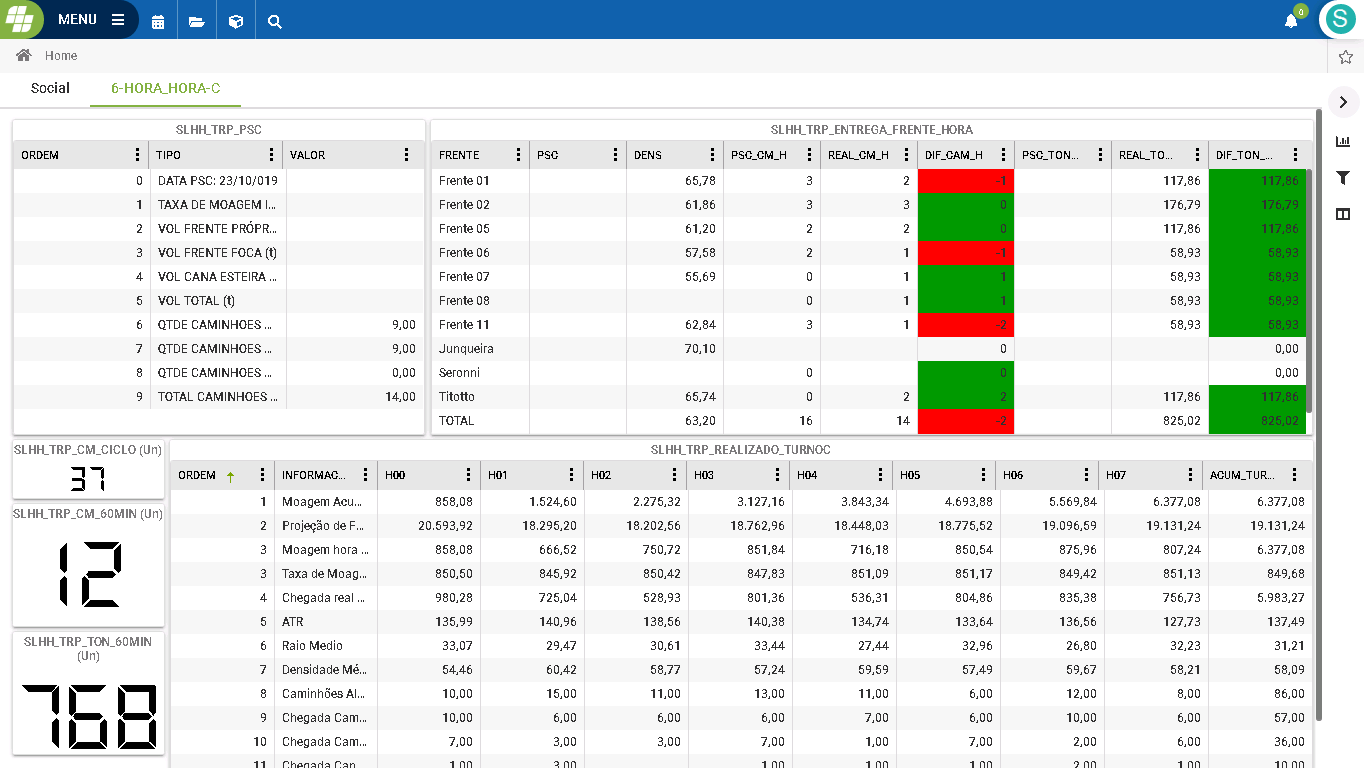 MENU
0
S
Home
Social 6-HORA_HORA-C
SLHH_TRP_PSC
ORDEM TIPO VALOR
0 DATA PSC: 23/10/019
1 TAXA DE MOAGEM I...
2 VOL FRENTE PRÓPR...
3 VOL FRENTE FOCA (t)
4 VOL CANA ESTEIRA ...
5 VOL TOTAL (t)
6 QTDE CAMINHOES ... 9,00
7 QTDE CAMINHOES ... 9,00
8 QTDE CAMINHOES ... 0,00
9 TOTAL CAMINHOES ... 14,00
SLHH_TRP_ENTREGA_FRENTE_HORA
FRENTE PSC DENS PSC_CM_H REAL_CM_H DIF_CAM_H PSC_TON... REAL_TO... DIF_TON_...
Frente 01 65,78 3 2 -1 117,86 117,86
Frente 02 61,86 3 3 0 176,79 176,79
Frente 05 61,20 2 2 0 117,86 117,86
Frente 06 57,58 2 1 -1 58,93 58,93
Frente 07 55,69 0 1 1 58,93 58,93
Frente 08 0 1 1 58,93 58,93
Frente 11 62,84 3 1 -2 58,93 58,93
Junqueira 70,10 0 0,00
Seronni 0 0 0,00
Titotto 65,74 0 2 2 117,86 117,86
TOTAL 63,20 16 14 -2 825,02 825,02
SLHH_TRP_CM_CICLO (Un)
37
SLHH_TRP_CM_60MIN (Un)
12
SLHH_TRP_TON_60MIN
(Un)
768
SLHH_TRP_REALIZADO_TURNOC
ORDEM INFORMAC... H00 H01 H02 H03 H04 H05 H06 H07 ACUM_TUR...
1 Moagem Acu... 858,08 1.524,60 2.275,32 3.127,16 3.843,34 4.693,88 5.569,84 6.377,08 6.377,08
2 Projeção de F... 20.593,92 18.295,20 18.202,56 18.762,96 18.448,03 18.775,52 19.096,59 19.131,24 19.131,24
3 Moagem hora ... 858,08 666,52 750,72 851,84 716,18 850,54 875,96 807,24 6.377,08
3 Taxa de Moag... 850,50 845,92 850,42 847,83 851,09 851,17 849,42 851,13 849,68
4 Chegada real ... 980,28 725,04 528,93 801,36 536,31 804,86 835,38 756,73 5.983,27
5 ATR 135,99 140,96 138,56 140,38 134,74 133,64 136,56 127,73 137,49
6 Raio Medio 33,07 29,47 30,61 33,44 27,44 32,96 26,80 32,23 31,21
7 Densidade Mé... 54,46 60,42 58,77 57,24 59,59 57,49 59,67 58,21 58,09
8 Caminhões Al... 10,00 15,00 11,00 13,00 11,00 6,00 12,00 8,00 86,00
9 Chegada Cam... 10,00 6,00 6,00 6,00 7,00 6,00 10,00 6,00 57,00
10 Chegada Cam... 7,00 3,00 3,00 7,00 1,00 7,00 2,00 6,00 36,00
11 Chegada Can... 1,00 3,00 1,00 1,00 1,00 2,00 1,00 10,00